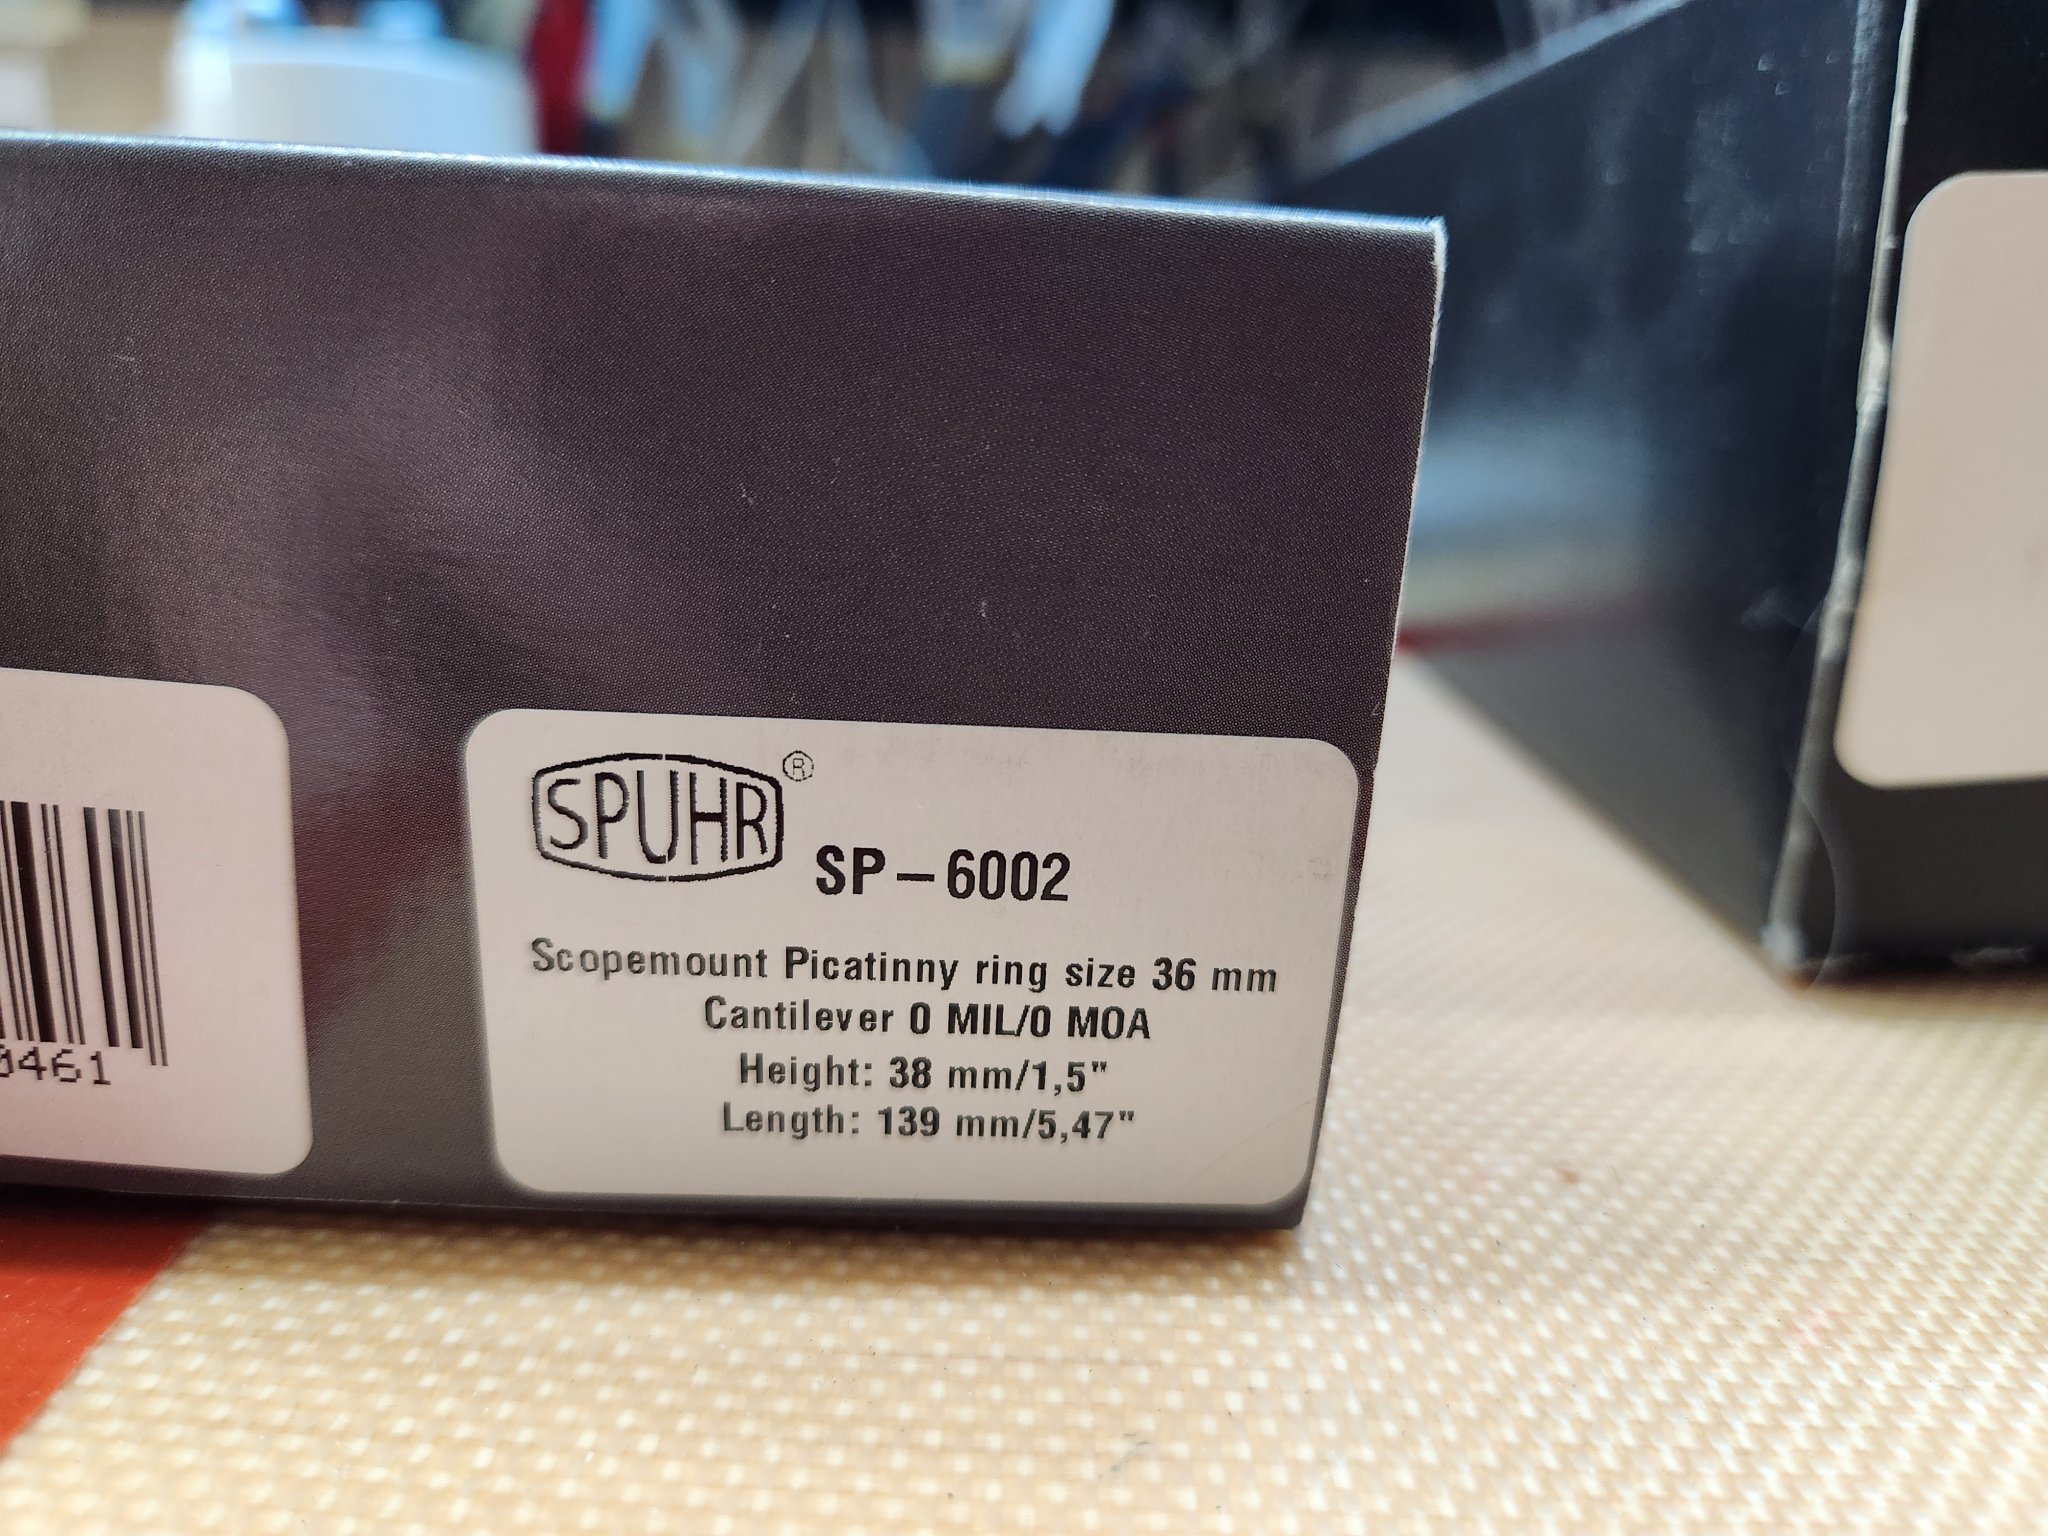 SPUHR®
SP-6002
Scopemount Picatinny ring size 36 mm
Cantilever 0 MIL/0 MOA
Height: 38 mm/1,5"
Length: 139 mm/5,47"
0461